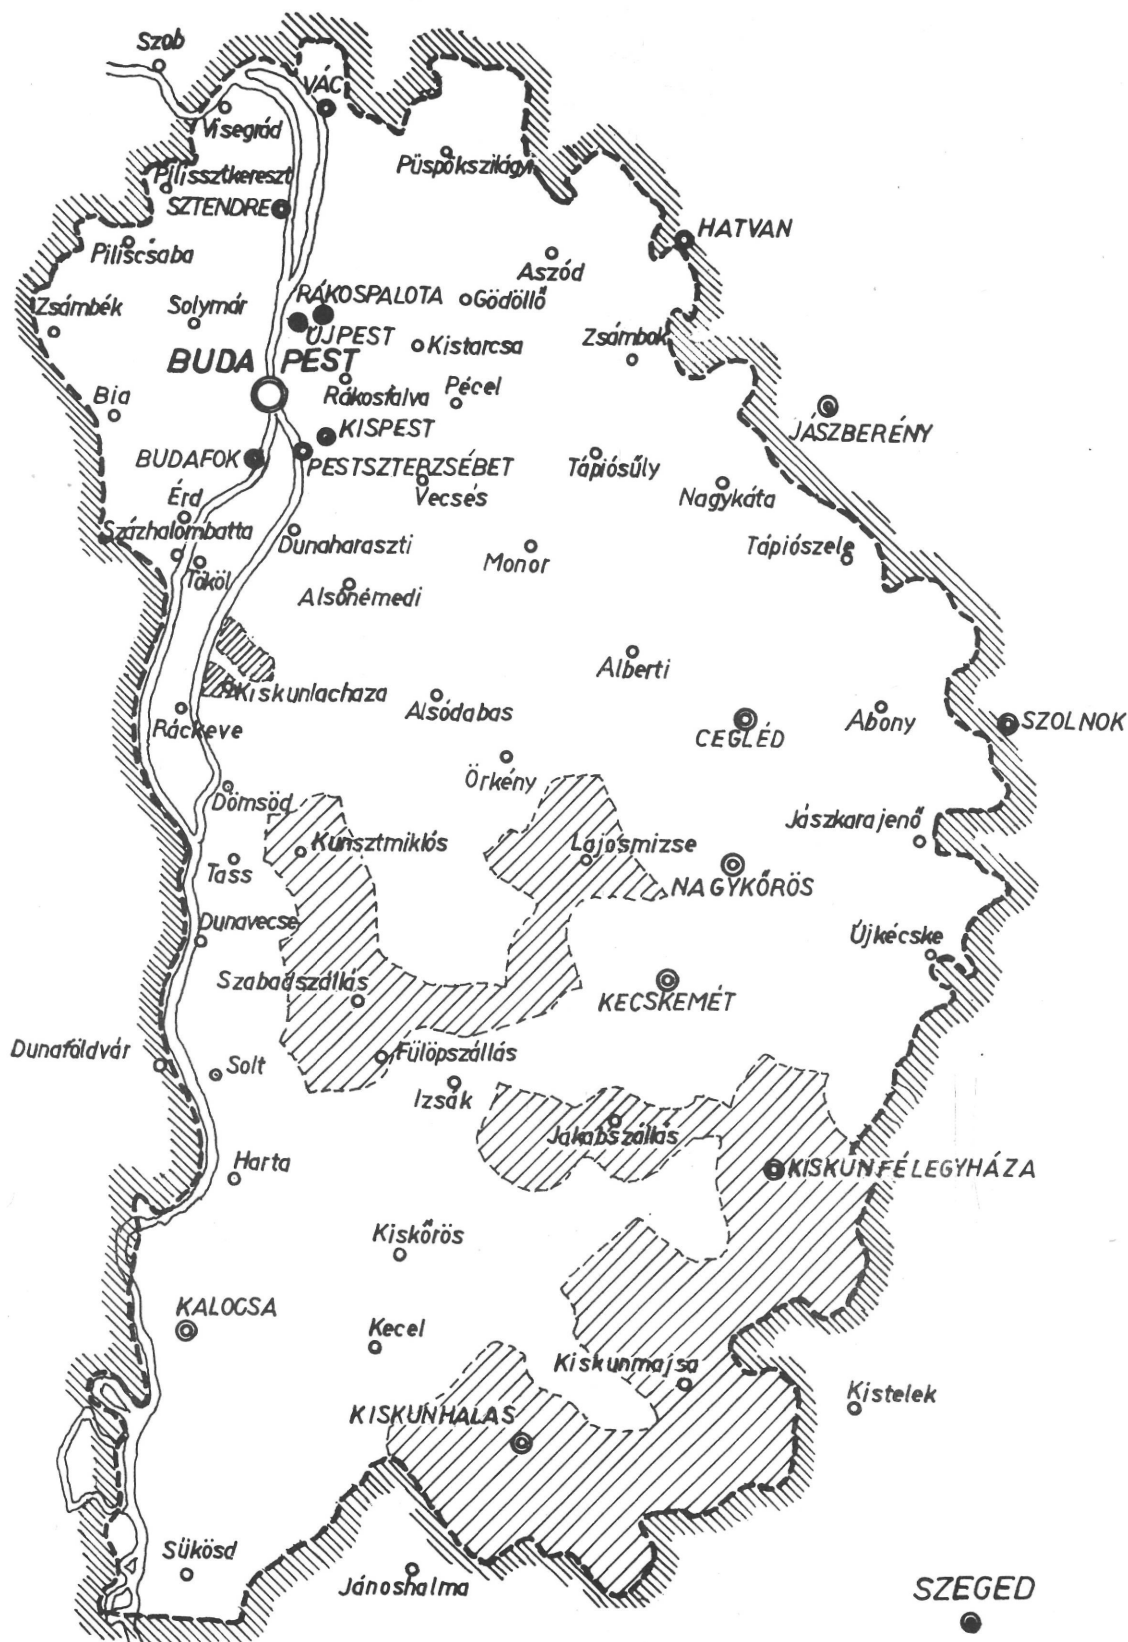 Szob
VÁC
Visegrád
Püspökszilágyi
Pilissztkereszt
SZTENDRE
HATVAN
Piliscsaba
Aszód
RÁKOSPALOTA
Gödöllő
Zsámbék
Solymár
ÚJPEST
Kistarcsa
Zsámbok
BUDA PEST
Bia
Rákosfalva
Pécel
KISPEST
JÁSZBERÉNY
BUDAFOK
PESTSZTERZSÉBET
Tápiósűly
Vecsés
Nagykáta
Érd
Százhalombatta
Dunaharaszti
Monor
Tápiószele
Tököl
Alsónémedi
Alberti
Kiskunlacháza
Alsódabas
Abony
SZOLNOK
Ráckeve
CEGLÉD
Örkény
Dömsöd
Jászkarajenő
Kunsztmiklós
Lajosmizse
Tass
NAGYKŐRÖS
Dunavecse
Újkécske
Szabadszállás
KECSKEMÉT
Dunaföldvár
Solt
Fülöpszállás
Izsák
Jakabszállás
Harta
KISKUNFÉLEGYHÁZA
Kiskőrös
KALOCSA
Kecel
Kiskunmajsa
Kistelek
KISKUNHALAS
Sükösd
Jánoshalma
SZEGED